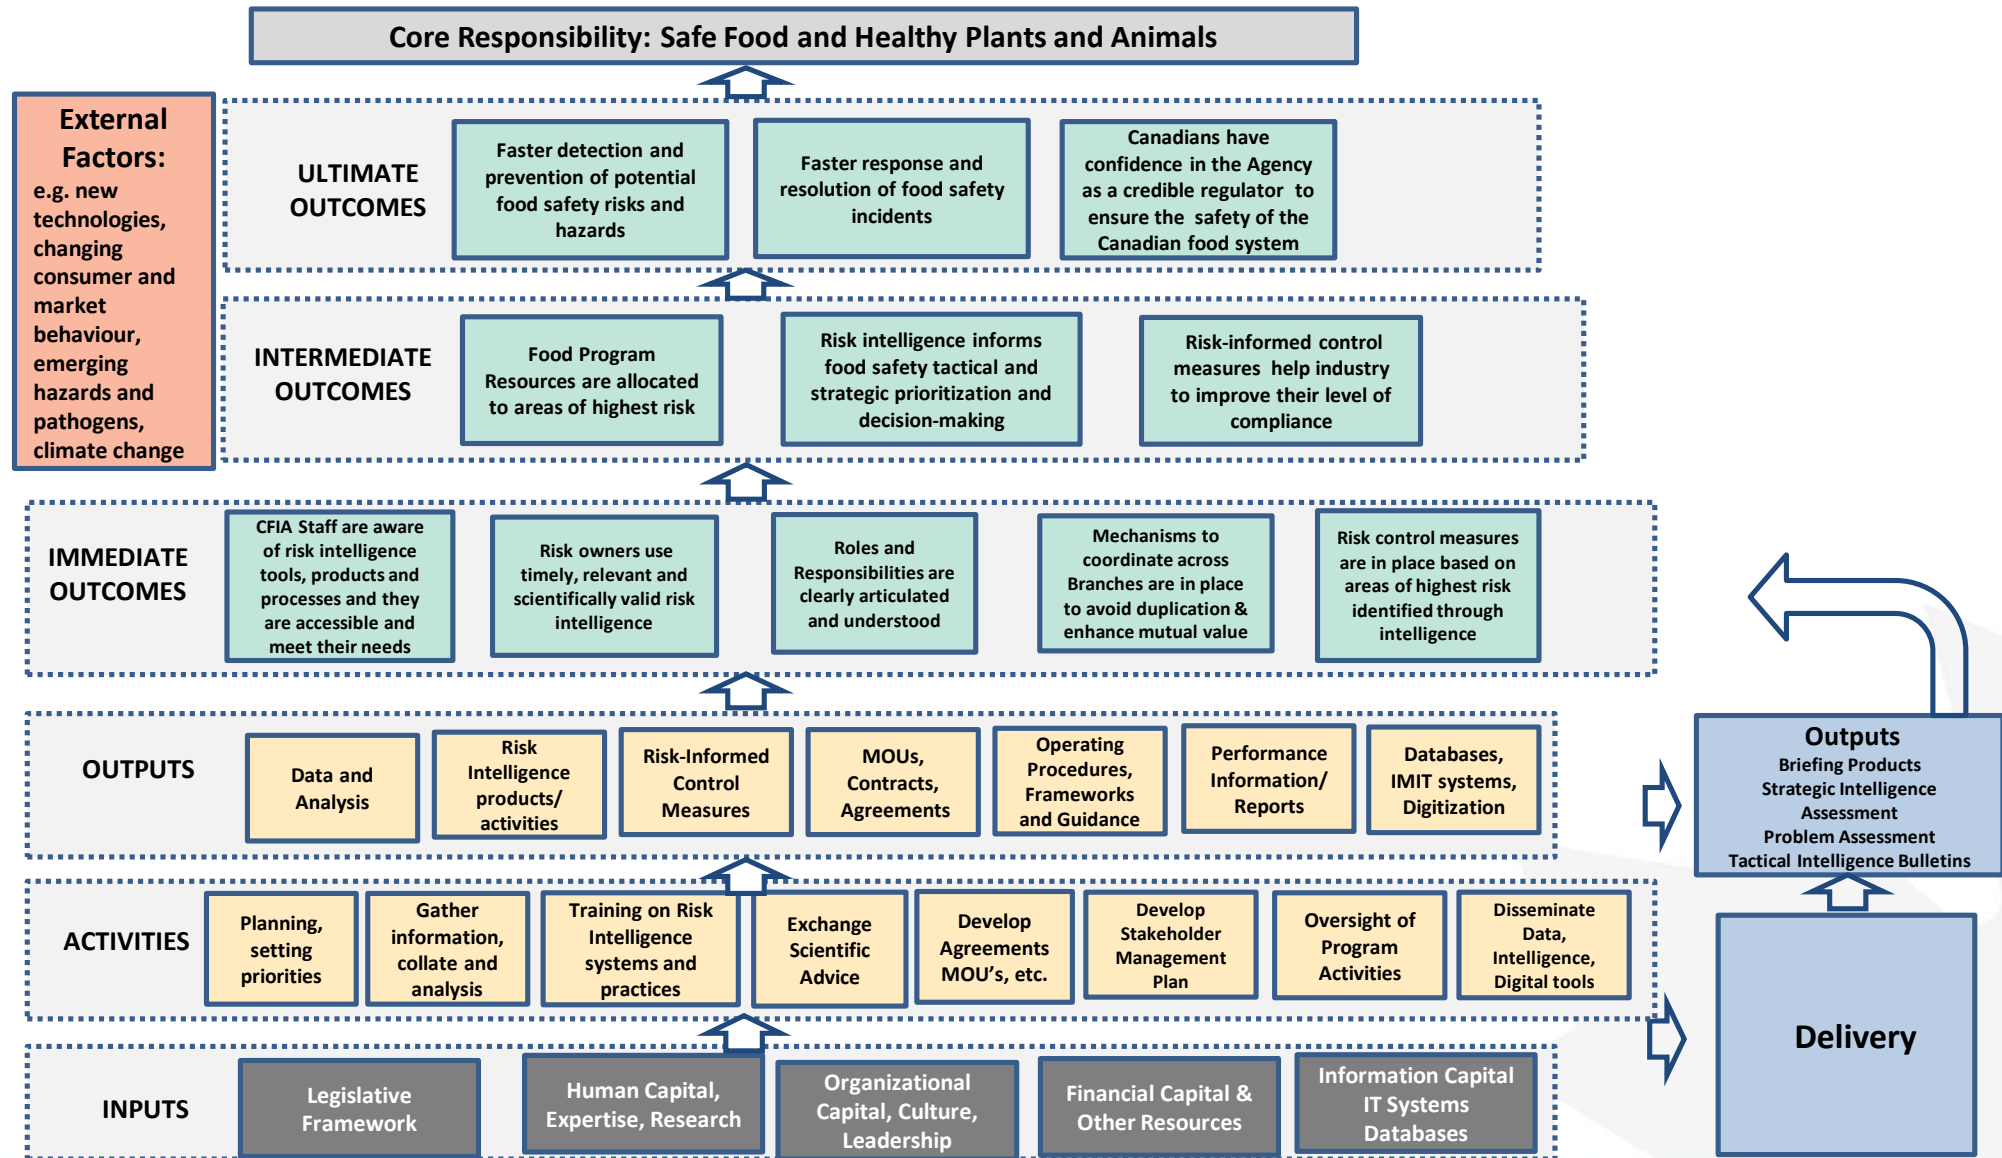 Core Responsibility: Safe Food and Healthy Plants and Animals
External
Factors:
e.g. new
technologies,
changing
consumer and
market
behaviour,
emerging
hazards and
pathogens,
climate change
ULTIMATE
OUTCOMES
Faster detection and
prevention of potential
food safety risks and
hazards
Faster response and
resolution of food safety
incidents
Canadians have
confidence in the Agency
as a credible regulator to
ensure the safety of the
Canadian food system
INTERMEDIATE
OUTCOMES
Food Program
Resources are allocated
to areas of highest risk
Risk intelligence informs
food safety tactical and
strategic prioritization and
decision-making
Risk-informed control
measures help industry
to improve their level of
compliance
IMMEDIATE
OUTCOMES
CFIA Staff are aware
of risk intelligence
tools, products and
processes and they
are accessible and
meet their needs
Risk owners use
timely, relevant and
scientifically valid risk
intelligence
Roles and
Responsibilities are
clearly articulated
and understood
Mechanisms to
coordinate across
Branches are in place
to avoid duplication &
enhance mutual value
Risk control measures
are in place based on
areas of highest risk
identified through
intelligence
OUTPUTS
Data and
Analysis
Risk
Intelligence
products/
activities
Risk-Informed
Control
Measures
MOUs,
Contracts,
Agreements
Operating
Procedures,
Frameworks
and Guidance
Performance
Information/
Reports
Databases,
IMIT systems,
Digitization
Outputs
Briefing Products
Strategic Intelligence
Assessment
Problem Assessment
Tactical Intelligence Bulletins
ACTIVITIES
Planning,
setting
priorities
Gather
information,
collate and
analysis
Training on Risk
Intelligence
systems and
practices
Exchange
Scientific
Advice
Develop
Agreements
MOU's, etc.
Develop
Stakeholder
Management
Plan
Oversight of
Program
Activities
Disseminate
Data,
Intelligence,
Digital tools
Delivery
INPUTS
Legislative
Framework
Human Capital,
Expertise, Research
Organizational
Capital, Culture,
Leadership
Financial Capital &
Other Resources
Information Capital
IT Systems
Databases